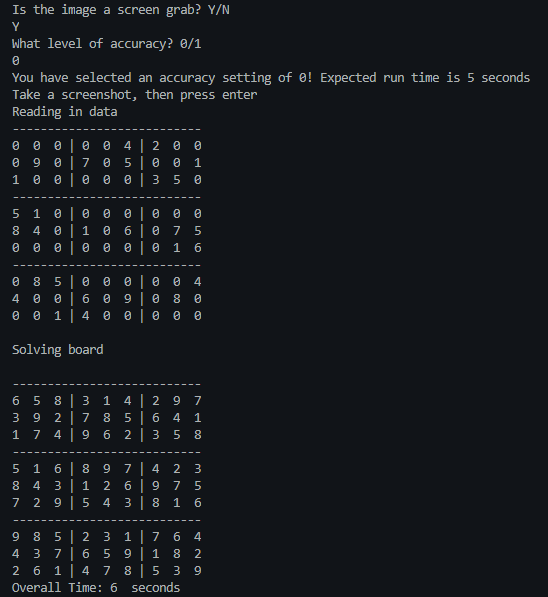 Is the image a screen grab? Y/N
Y
What level of accuracy? 0/1
0
You have selected an accuracy setting of 0! Expected run time is 5 seconds
Take a screenshot, then press enter
Reading in data
---------------------------
0 0 0 | 0 0 4 | 2 0 0
0 9 0 | 7 0 5 | 0 0 1
1 0 0 | 0 0 0 | 3 5 0
---------------------------
5 1 0 | 0 0 0 | 0 0 0
8 4 0 | 1 0 6 | 0 7 5
0 0 0 | 0 0 0 | 0 1 6
---------------------------
0 8 5 | 0 0 0 | 0 0 4
4 0 0 | 6 0 9 | 0 8 0
0 0 1 | 4 0 0 | 0 0 0
Solving board
---------------------------
6 5 8 | 3 1 4 | 2 9 7
3 9 2 | 7 8 5 | 6 4 1
1 7 4 | 9 6 2 | 3 5 8
---------------------------
5 1 6 | 8 9 7 | 4 2 3
8 4 3 | 1 2 6 | 9 7 5
7 2 9 | 5 4 3 | 8 1 6
---------------------------
9 8 5 | 2 3 1 | 7 6 4
4 3 7 | 6 5 9 | 1 8 2
2 6 1 | 4 7 8 | 5 3 9
Overall Time: 6  seconds